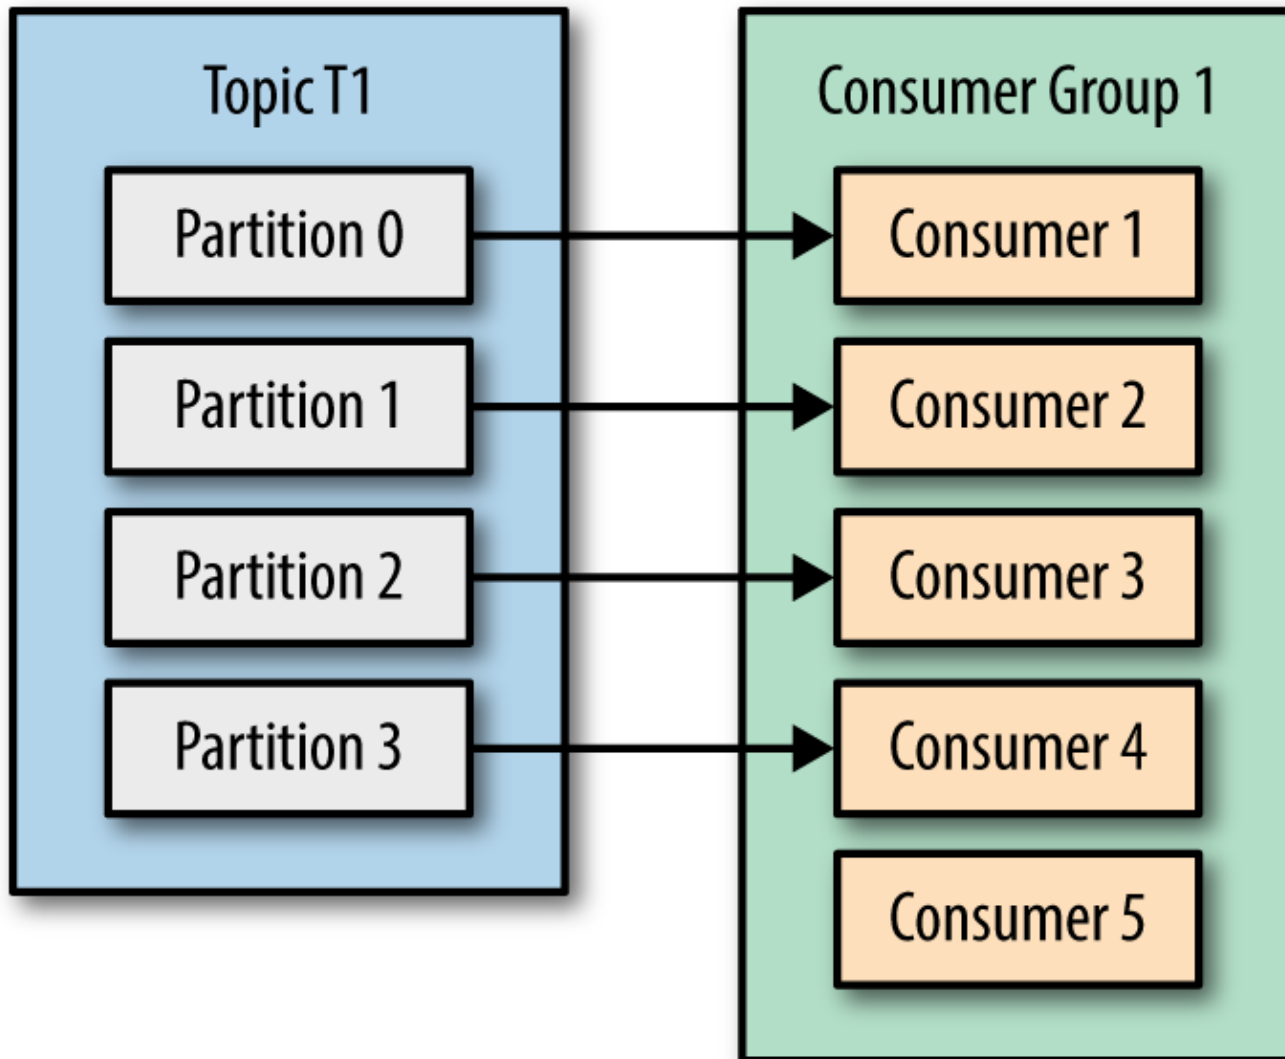 Topic T1
Partition 0
Partition 1
Partition 2
Partition 3
Consumer Group 1
Consumer 1
Consumer 2
Consumer 3
Consumer 4
Consumer 5